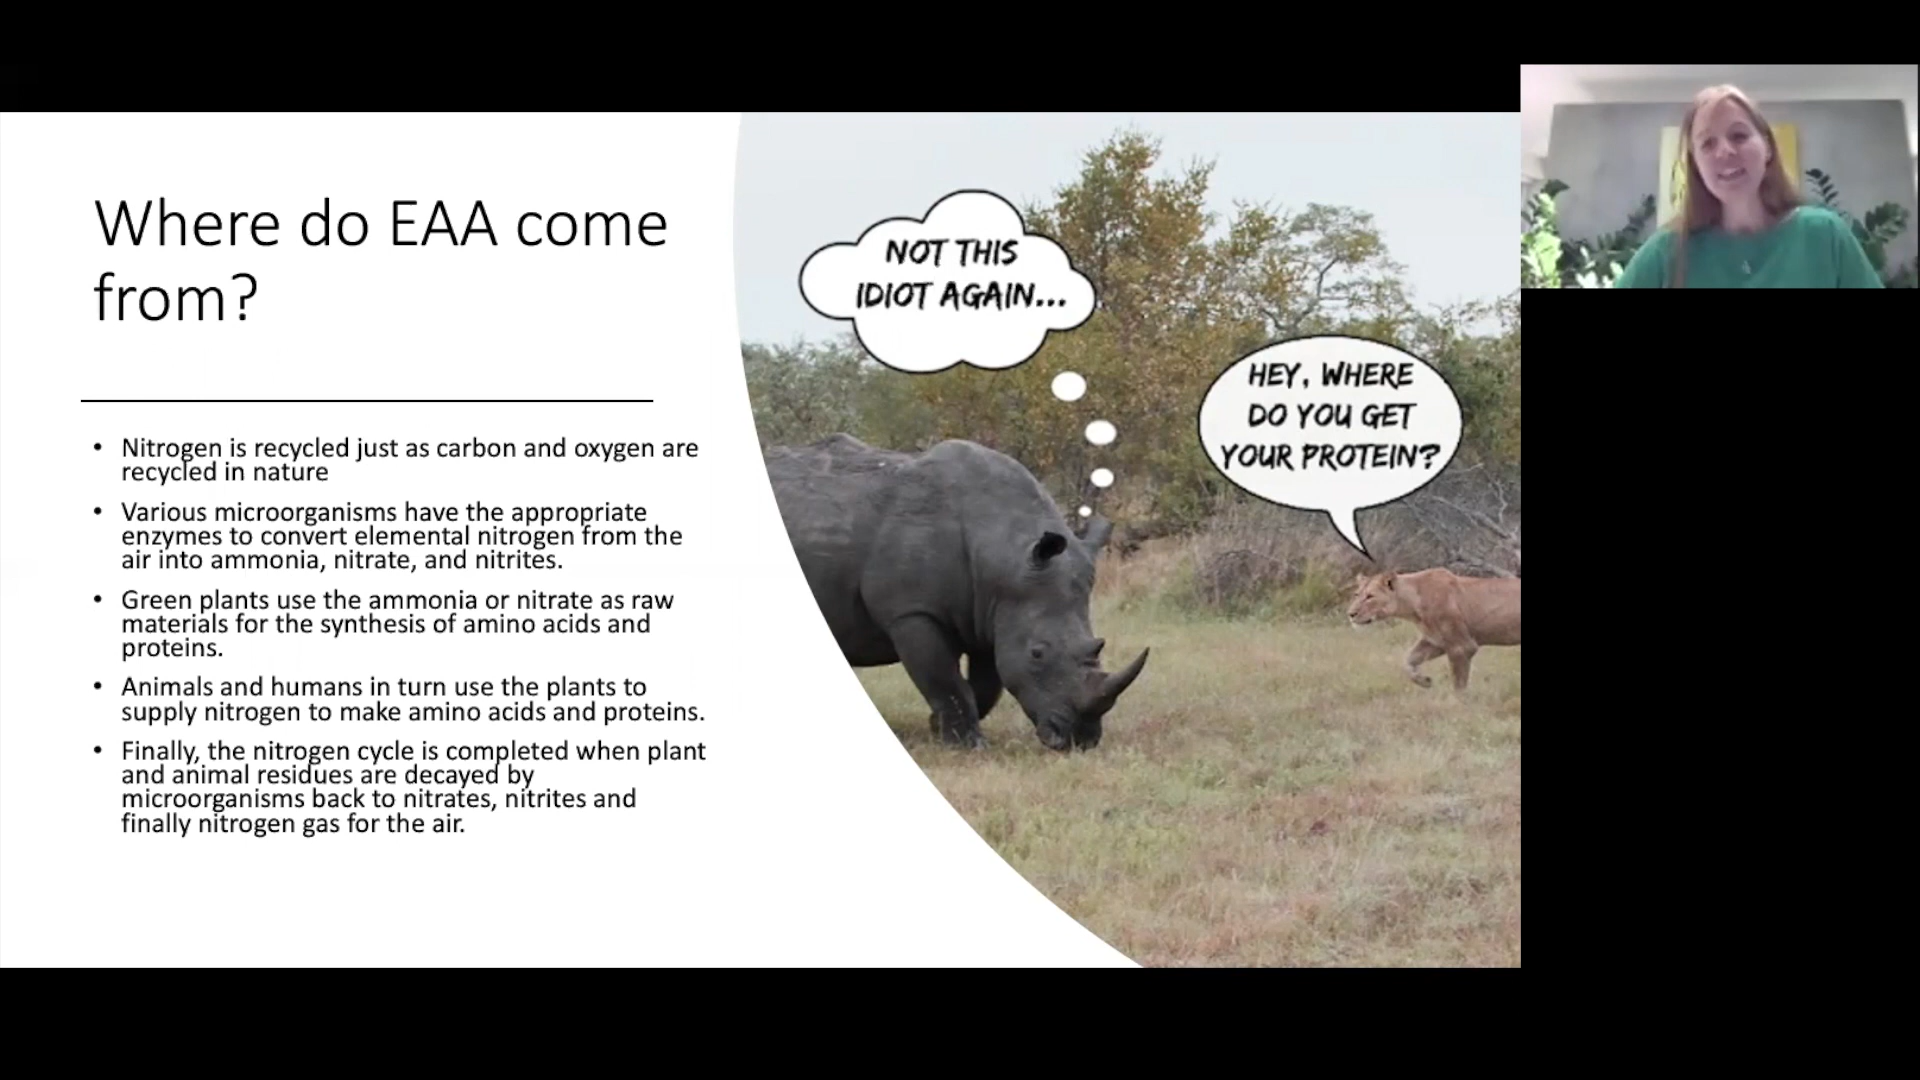 Where do EAA come
from?
• Nitrogen is recycled just as carbon and oxygen are
recycled in nature
• Various microorganisms have the appropriate
enzymes to convert elemental nitrogen from the
air into ammonia, nitrate, and nitrites.
• Green plants use the ammonia or nitrate as raw
materials for the synthesis of amino acids and
proteins.
• Animals and humans in turn use the plants to
supply nitrogen to make amino acids and proteins.
• Finally, the nitrogen cycle is completed when plant
and animal residues are decayed by
microorganisms back to nitrates, nitrites and
finally nitrogen gas for the air.
NOT THIS
IDIOT AGAIN...
HEY, WHERE
DO YOU GET
YOUR PROTEIN?